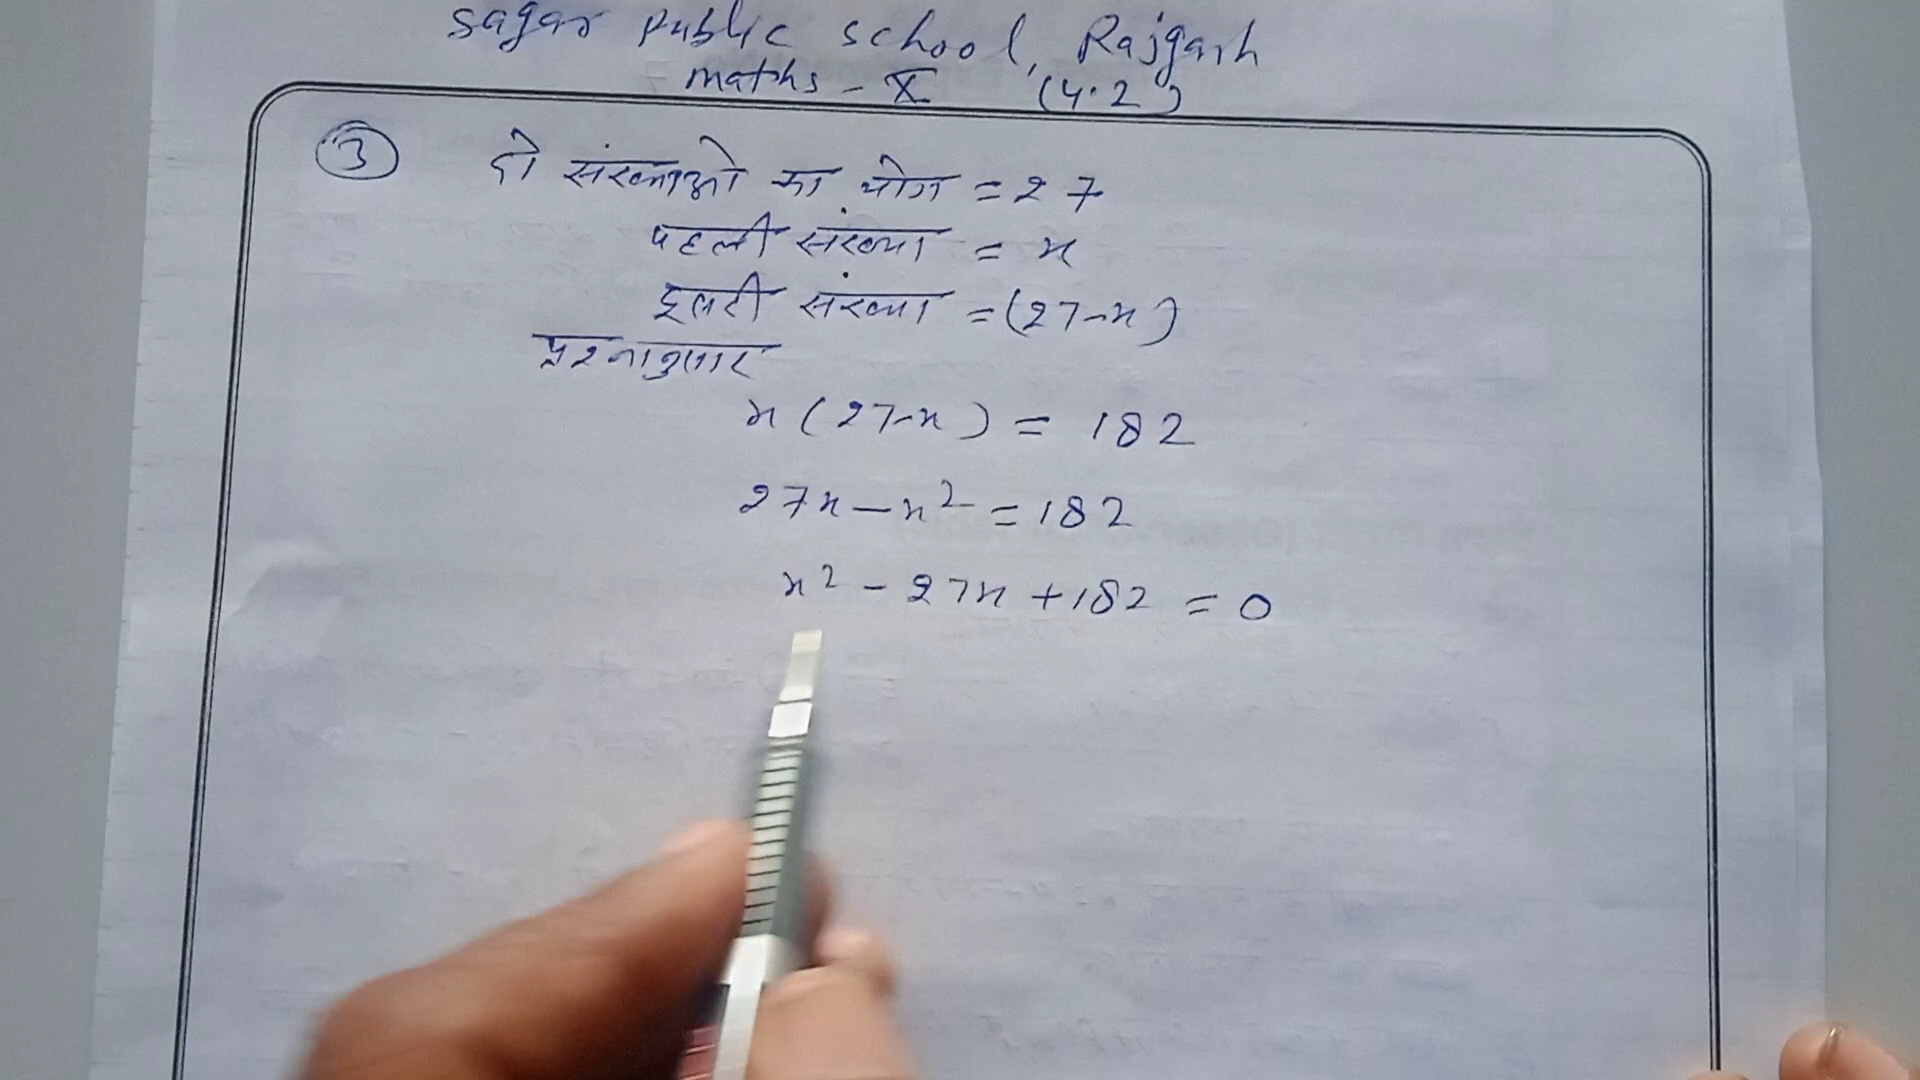 sagar public school, Rajgarh
maths - X (4.2)
③ दो संख्याओ का योग = 27
पहली संख्या = x
दूसरी संख्या = (27-x)
प्रश्नानुसार
x (27-x) = 182
27x - x² = 182
x² - 27x + 182 = 0